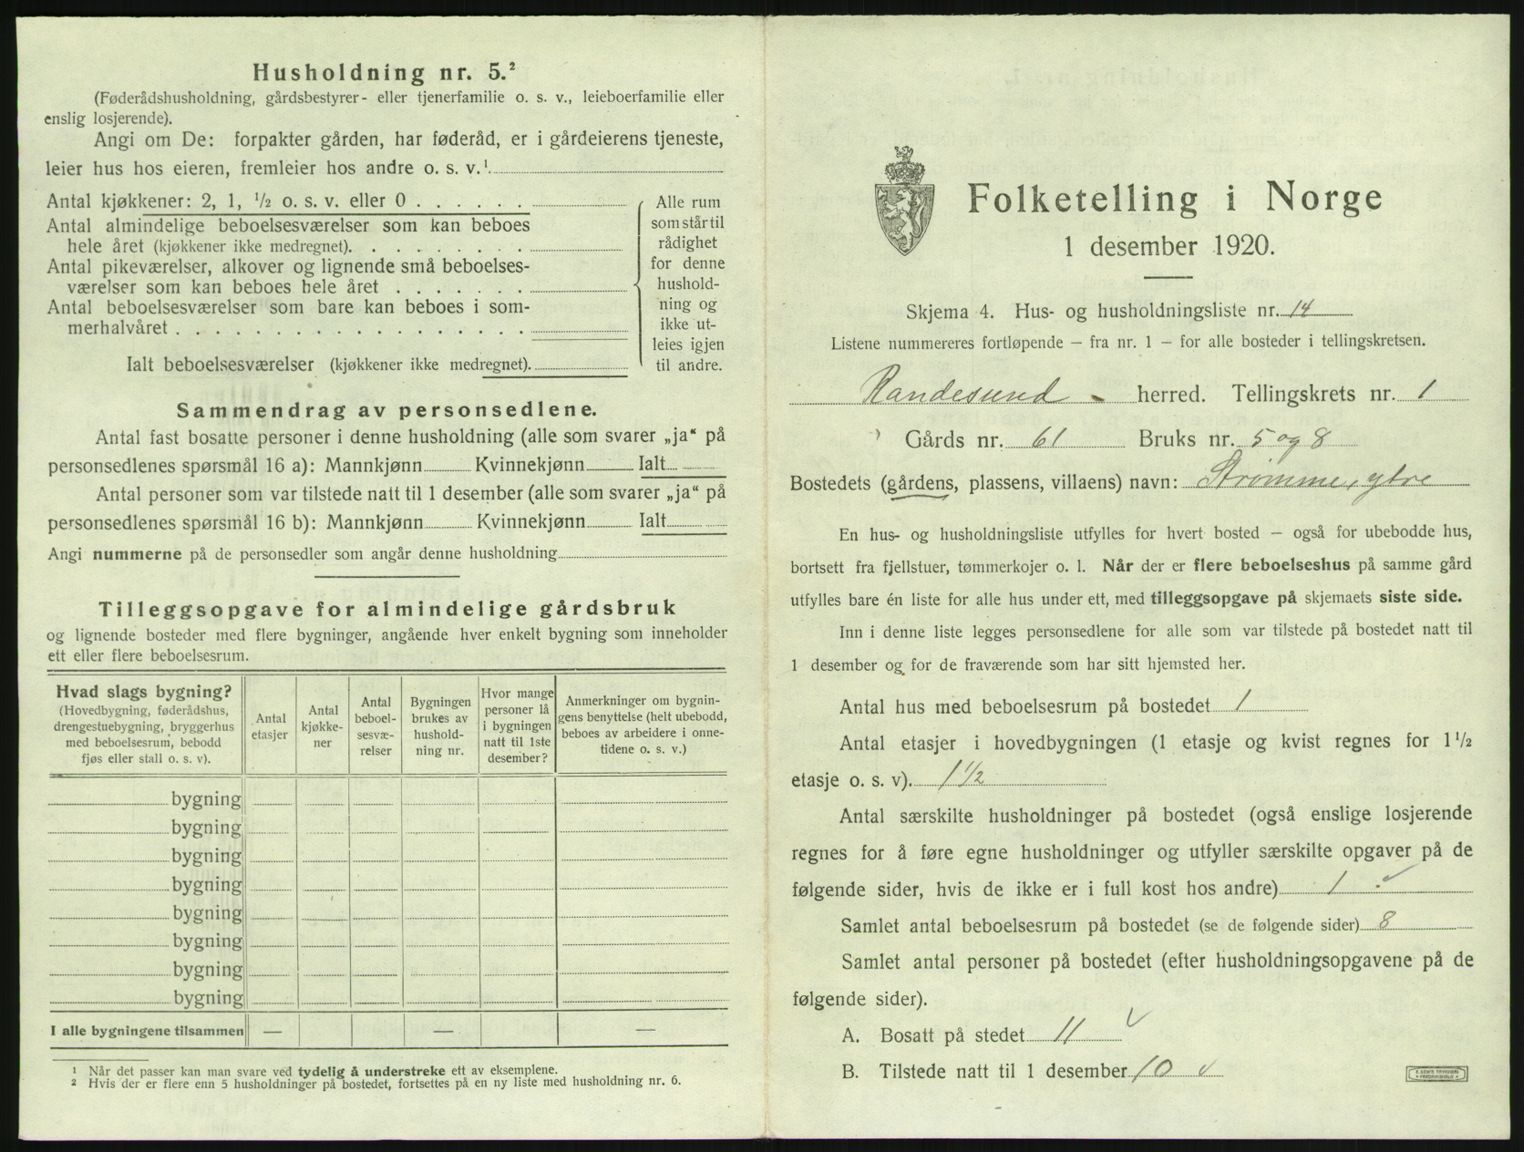 Husholdning nr. 5.²
(Føderådshusholdning, gårdsbestyrer- eller tjenerfamilie o. s. v., leieboerfamilie eller
enslig losjerende).
Angi om De: forpakter gården, har føderåd, er i gårdeierens tjeneste,
leier hus hos eieren, fremleier hos andre o. s. v.¹
Antal kjøkkener: 2, 1, ½ o. s. v. eller 0 . . . . . .
Antal almindelige beboelsesværelser som kan beboes
hele året (kjøkkener ikke medregnet). . . . . . . . .
Antal pikeværelser, alkover og lignende små beboelses-
værelser som kan beboes hele året . . . . . . .
Antal beboelsesværelser som bare kan beboes i som-
merhalvåret . . . . . . . . . . . . . . . . . .
Ialt beboelsesværelser (kjøkkener ikke medregnet).
Alle rum
som står til
rådighet
for denne
hushold-
ning og
ikke ut-
leies igjen
til andre.
Sammendrag av personsedlene.
Antal fast bosatte personer i denne husholdning (alle som svarer „ja“ på
personsedlenes spørsmål 16 a): Mannkjønn Kvinnekjønn Ialt
Antal personer som var tilstede natt til 1 desember (alle som svarer „ja“ på
personsedlenes spørsmål 16 b): Mannkjønn Kvinnekjønn Ialt
Angi nummerne på de personsedler som angår denne husholdning
Tilleggsopgave for almindelige gårdsbruk
og lignende bosteder med flere bygninger, angående hver enkelt bygning som inneholder
ett eller flere beboelsesrum.
Hvad slags bygning?
(Hovedbygning, føderådshus,
drengestuebygning, bryggerhus
med beboelsesrum, bebodd
fjøs eller stall o. s. v).
Antal
etasjer
Antal
kjøkke-
ner
Antal
beboel-
sesvæ-
relser
Bygningen
brukes av
hushold-
ning nr.
Hvor mange
personer lå
i bygningen
natt til 1ste
desember?
Anmerkninger om bygnin-
gens benyttelse (helt ubebodd,
beboes av arbeidere i onne-
tidene o. s. v.)
bygning
bygning
bygning
bygning
bygning
bygning
bygning
bygning
I alle bygningene tilsammen — — —
¹ Når det passer kan man svare ved tydelig å understreke ett av eksemplene.
² Hvis der er flere enn 5 husholdninger på bostedet, fortsettes på en ny liste med husholdning nr. 6.
Folketelling i Norge
1 desember 1920.
Skjema 4. Hus- og husholdningsliste nr. 14
Listene nummereres fortløpende – fra nr. 1 – for alle bosteder i tellingskretsen.
Randesund - herred. Tellingskrets nr. 1
Gårds nr. 61 Bruks nr. 5 og 8
Bostedets (gårdens, plassens, villaens) navn: Strømme, ytre
En hus- og husholdningsliste utfylles for hvert bosted – også for ubebodde hus,
bortsett fra fjellstuer, tømmerkojer o. l. Når der er flere beboelseshus på samme gård
utfylles bare én liste for alle hus under ett, med tilleggsopgave på skjemaets siste side.
Inn i denne liste legges personsedlene for alle som var tilstede på bostedet natt til
1 desember og for de fraværende som har sitt hjemsted her.
Antal hus med beboelsesrum på bostedet 1
Antal etasjer i hovedbygningen (1 etasje og kvist regnes for 1½
etasje o. s. v). 1½
Antal særskilte husholdninger på bostedet (også enslige losjerende
regnes for å føre egne husholdninger og utfyller særskilte opgaver på de
følgende sider, hvis de ikke er i full kost hos andre) 1 ✓
Samlet antal beboelsesrum på bostedet (se de følgende sider) 8
Samlet antal personer på bostedet (efter husholdningsopgavene på de
følgende sider).
A. Bosatt på stedet 11 ✓
B. Tilstede natt til 1 desember 10 ✓